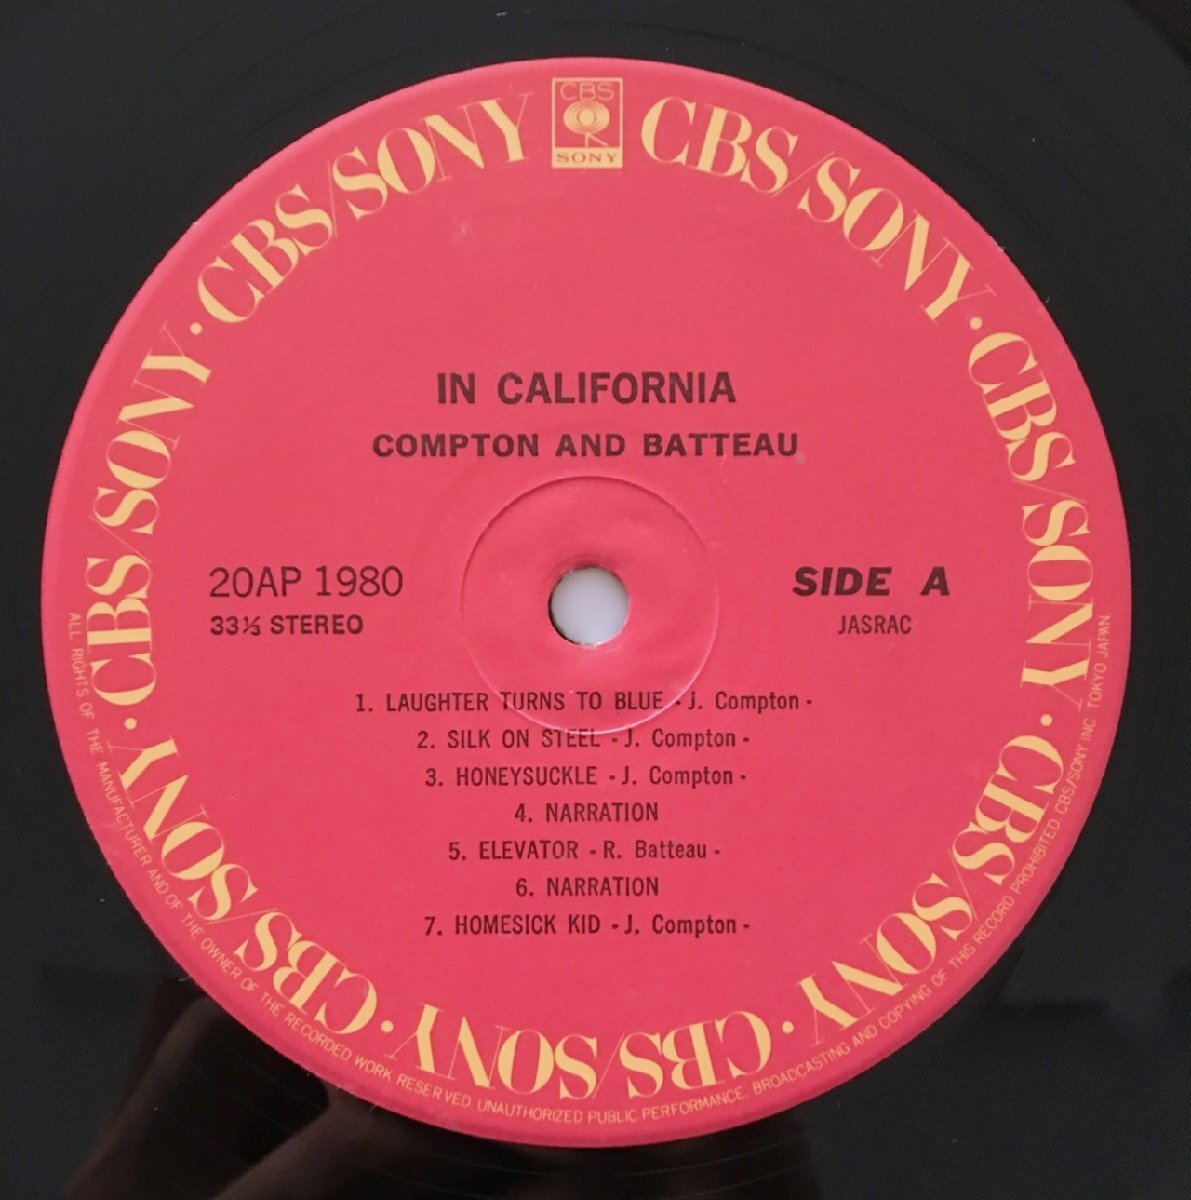 CBS
SONY
CBS/SONY · CBS/SONY · CBS/SONY · CBS/SONY · CBS/SONY · CBS/SONY · CBS/SONY · CBS/SONY
IN CALIFORNIA
COMPTON AND BATTEAU
20AP 1980
33⅓ STEREO
SIDE A
JASRAC
1. LAUGHTER TURNS TO BLUE - J. Compton -
2. SILK ON STEEL - J. Compton -
3. HONEYSUCKLE - J. Compton -
4. NARRATION
5. ELEVATOR - R. Batteau -
6. NARRATION
7. HOMESICK KID - J. Compton -
ALL RIGHTS OF THE MANUFACTURER AND OF THE OWNER OF THE RECORDED WORK RESERVED UNAUTHORIZED PUBLIC PERFORMANCE, BROADCASTING AND COPYING OF THIS RECORD PROHIBITED CBS/SONY INC TOKYO JAPAN